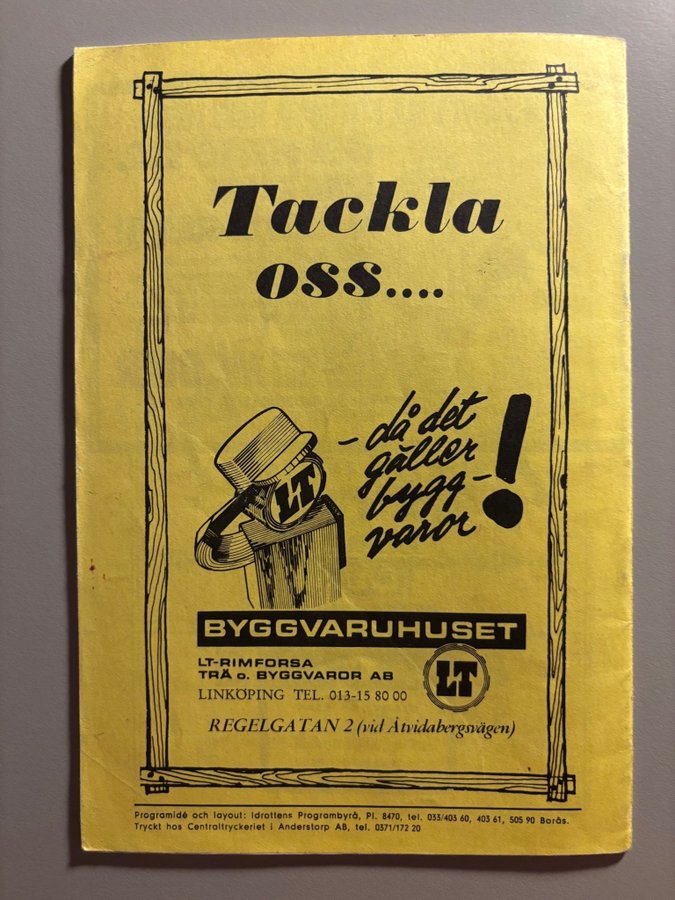 Tackla
oss....
LT
- då det
gäller
bygg-
varor !
BYGGVARUHUSET
LT-RIMFORSA
TRÄ o. BYGGVAROR AB
LT
LINKÖPING TEL. 013-15 80 00
REGELGATAN 2 (vid Åtvidabergsvägen)
Programidé och layout: Idrottens Programbyrå, Pl. 8470, tel. 033/403 60, 403 61, 505 90 Borås.
Tryckt hos Centraltryckeriet i Anderstorp AB, tel. 0371/172 20